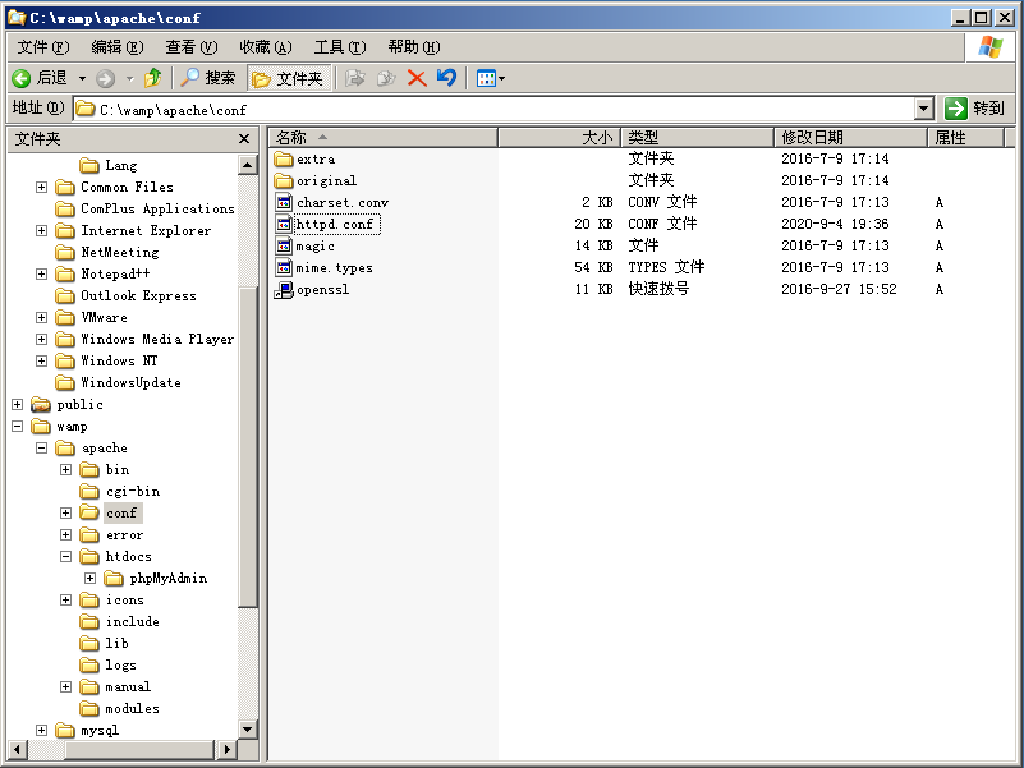 C:\wamp\apache\conf
文件(F) 编辑(E) 查看(V) 收藏(A) 工具(T) 帮助(H)
后退 搜索 文件夹
地址(D) C:\wamp\apache\conf 转到
文件夹
Lang
Common Files
ComPlus Applications
Internet Explorer
NetMeeting
Notepad++
Outlook Express
VMware
Windows Media Player
Windows NT
WindowsUpdate
public
wamp
apache
bin
cgi-bin
conf
error
htdocs
phpMyAdmin
icons
include
lib
logs
manual
modules
mysql
名称 大小 类型 修改日期 属性
extra 文件夹 2016-7-9 17:14
original 文件夹 2016-7-9 17:14
charset.conv 2 KB CONV 文件 2016-7-9 17:13 A
httpd.conf 20 KB CONF 文件 2020-9-4 19:36 A
magic 14 KB 文件 2016-7-9 17:13 A
mime.types 54 KB TYPES 文件 2016-7-9 17:13 A
openssl 11 KB 快速拨号 2016-9-27 15:52 A